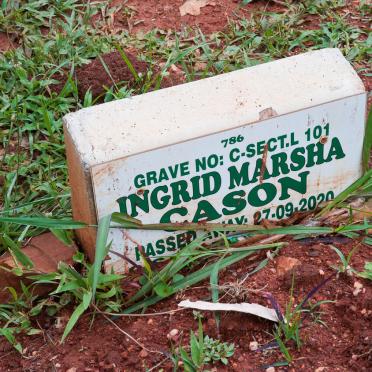 786
GRAVE NO: C-SECT.L 101
INGRID MARSHA
CASON
PASSED AWAY: 27-09-2020